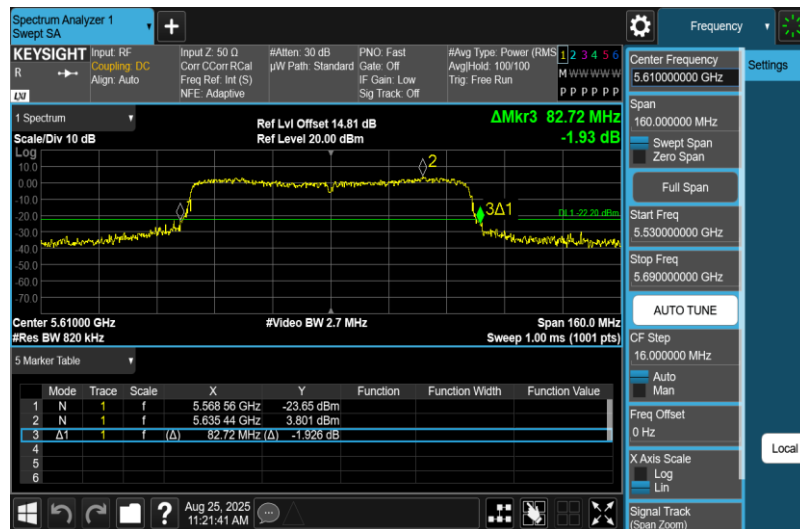 Spectrum Analyzer 1
Swept SA
+
Frequency
KEYSIGHT
R
LXI
Input: RF
Coupling: DC
Align: Auto
Input Z: 50 Ω
Corr CCorr RCal
Freq Ref: Int (S)
NFE: Adaptive
#Atten: 30 dB
µW Path: Standard
PNO: Fast
Gate: Off
IF Gain: Low
Sig Track: Off
#Avg Type: Power (RMS
Avg|Hold: 100/100
Trig: Free Run
1 2 3 4 5 6
M W W W W W
P P P P P P
1 Spectrum
Scale/Div 10 dB
Ref Lvl Offset 14.81 dB
Ref Level 20.00 dBm
ΔMkr3 82.72 MHz
-1.93 dB
Log
10.0
0.00
-10.0
-20.0
-30.0
-40.0
-50.0
-60.0
-70.0
1
2
3Δ1
DL1 -22.20 dBm
Center 5.61000 GHz
#Video BW 2.7 MHz
Span 160.0 MHz
#Res BW 820 kHz
Sweep 1.00 ms (1001 pts)
5 Marker Table
Mode Trace Scale X Y Function Function Width Function Value
1 N 1 f 5.568 56 GHz -23.65 dBm
2 N 1 f 5.635 44 GHz 3.801 dBm
3 Δ1 1 f (Δ) 82.72 MHz (Δ) -1.926 dB
4
5
6
Center Frequency
5.610000000 GHz
Settings
Span
160.000000 MHz
Swept Span
Zero Span
Full Span
Start Freq
5.530000000 GHz
Stop Freq
5.690000000 GHz
AUTO TUNE
CF Step
16.000000 MHz
Auto
Man
Freq Offset
0 Hz
X Axis Scale
Log
Lin
Signal Track
(Span Zoom)
Local
?
Aug 25, 2025
11:21:41 AM